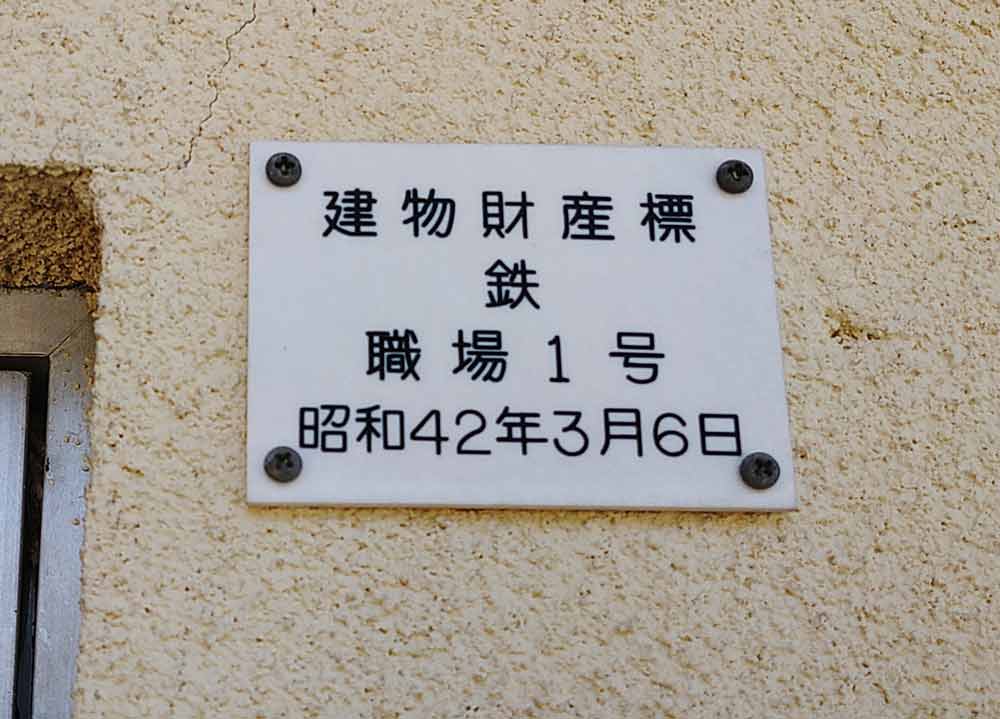 建物財産標
鉄
職場1号
昭和42年3月6日